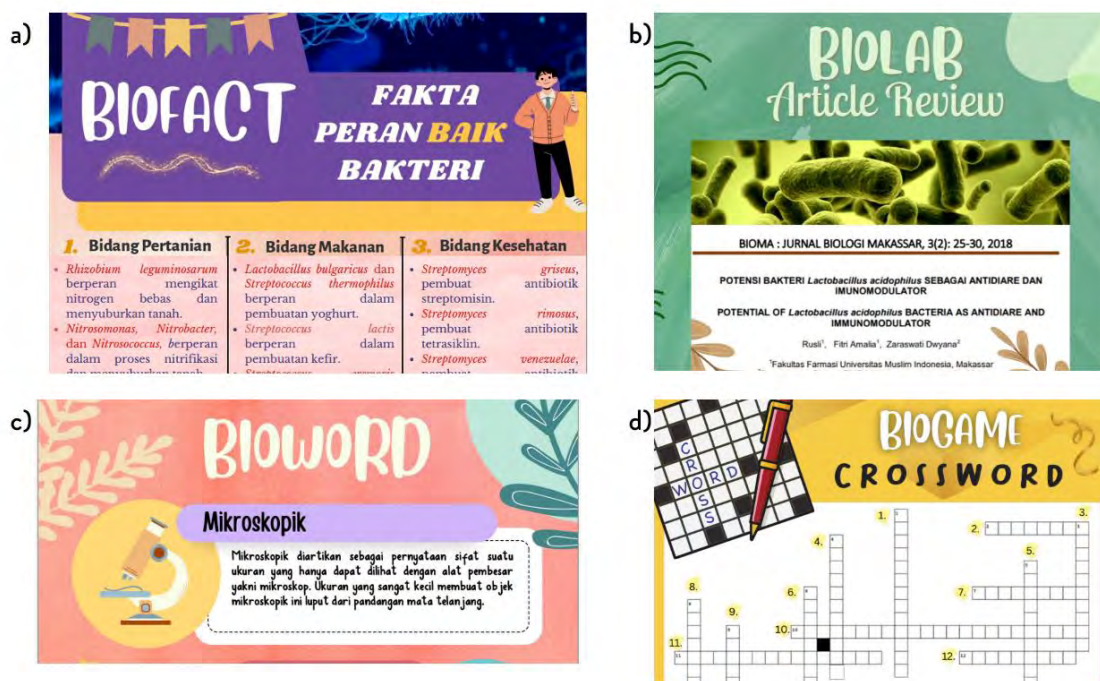 a)
BIOFACT
FAKTA
PERAN BAIK
BAKTERI
1. Bidang Pertanian
• Rhizobium leguminosarum
berperan mengikat
nitrogen bebas dan
menyuburkan tanah.
• Nitrosomonas, Nitrobacter,
dan Nitrosococcus, berperan
dalam proses nitrifikasi
dan menyuburkan tanah.
2. Bidang Makanan
• Lactobacillus bulgaricus dan
Streptococcus thermophilus
berperan dalam
pembuatan yoghurt.
• Streptococcus lactis
berperan dalam
pembuatan kefir.
• Streptococcus
3. Bidang Kesehatan
• Streptomyces griseus,
pembuat antibiotik
streptomisin.
• Streptomyces rimosus,
pembuat antibiotik
tetrasiklin.
• Streptomyces venezuelae,
pembuat antibiotik
b)
BIOLAB
Article Review
BIOMA : JURNAL BIOLOGI MAKASSAR, 3(2): 25-30, 2018
POTENSI BAKTERI Lactobacillus acidophilus SEBAGAI ANTIDIARE DAN
IMUNOMODULATOR
POTENTIAL OF Lactobacillus acidophilus BACTERIA AS ANTIDIARE AND
IMMUNOMODULATOR
Rusli¹, Fitri Amalia¹, Zaraswati Dwyana²
¹Fakultas Farmasi Universitas Muslim Indonesia, Makassar
c)
BIOWORD
Mikroskopik
Mikroskopik diartikan sebagai pernyataan sifat suatu
ukuran yang hanya dapat dilihat dengan alat pembesar
yakni mikroskop. Ukuran yang sangat kecil membuat objek
mikroskopik ini luput dari pandangan mata telanjang.
d)
CROSS
WORD
BIOGAME
CROSSWORD
1.
2.
3.
4.
5.
6.
7.
8.
9.
10.
11.
12.